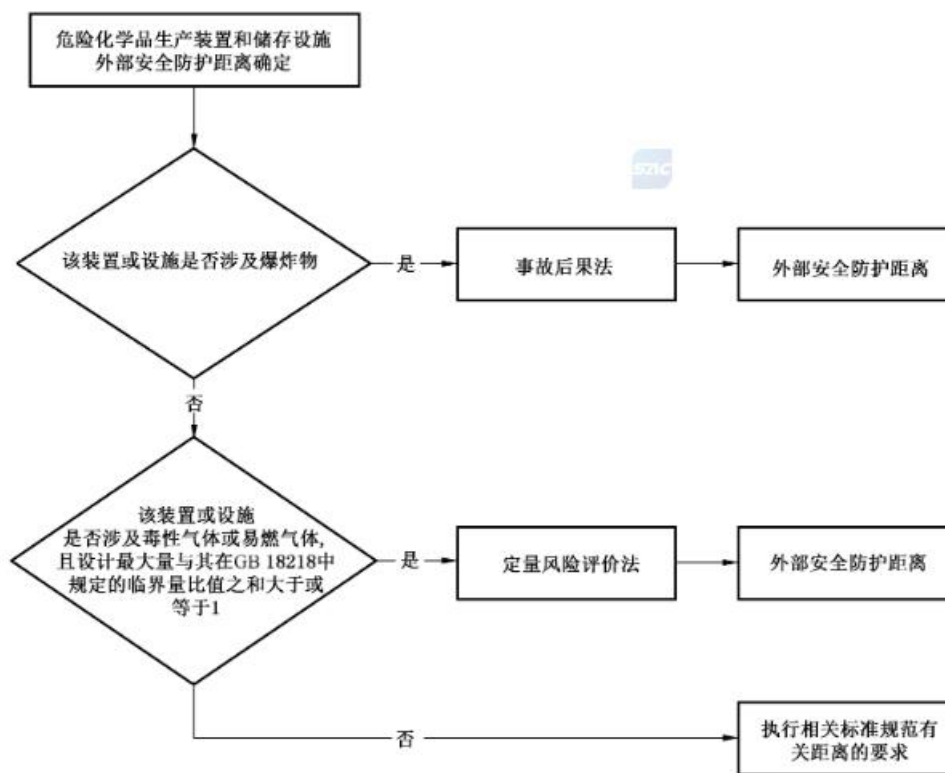 危险化学品生产装置和储存设施
外部安全防护距离确定
该装置或设施是否涉及爆炸物
是
事故后果法
外部安全防护距离
否
该装置或设施
是否涉及毒性气体或易燃气体,
且设计最大量与其在GB 18218中
规定的临界量比值之和大于或
等于1
是
定量风险评价法
外部安全防护距离
否
执行相关标准规范有
关距离的要求